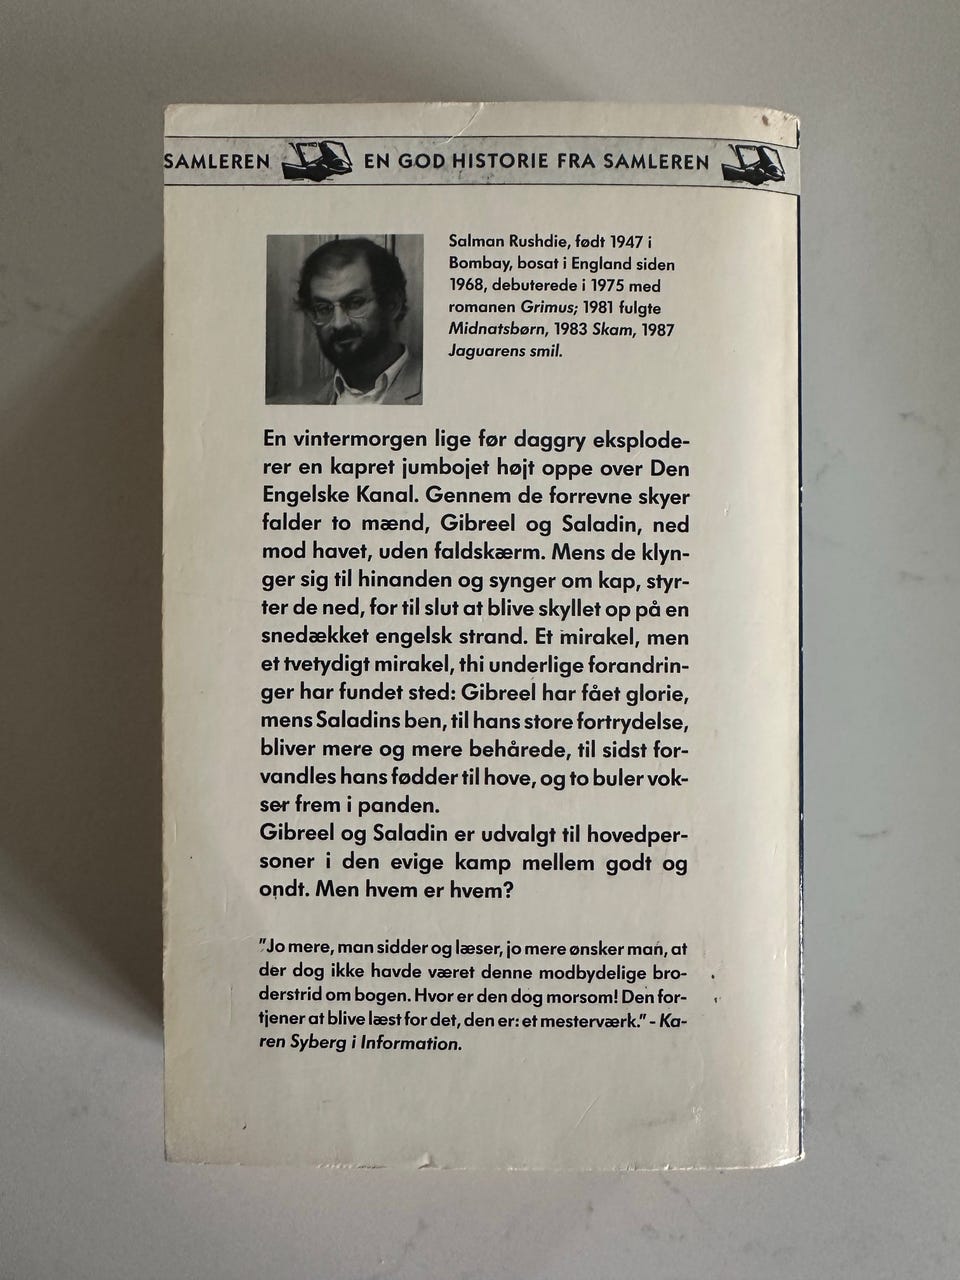 SAMLEREN EN GOD HISTORIE FRA SAMLEREN
Salman Rushdie, født 1947 i
Bombay, bosat i England siden
1968, debuterede i 1975 med
romanen Grimus; 1981 fulgte
Midnatsbørn, 1983 Skam, 1987
Jaguarens smil.
En vintermorgen lige før daggry eksplode-
rer en kapret jumbojet højt oppe over Den
Engelske Kanal. Gennem de forrevne skyer
falder to mænd, Gibreel og Saladin, ned
mod havet, uden faldskærm. Mens de klyn-
ger sig til hinanden og synger om kap, styr-
ter de ned, for til slut at blive skyllet op på en
snedækket engelsk strand. Et mirakel, men
et tvetydigt mirakel, thi underlige forandrin-
ger har fundet sted: Gibreel har fået glorie,
mens Saladins ben, til hans store fortrydelse,
bliver mere og mere behårede, til sidst for-
vandles hans fødder til hove, og to buler vok-
ser frem i panden.
Gibreel og Saladin er udvalgt til hovedper-
soner i den evige kamp mellem godt og
ondt. Men hvem er hvem?
"Jo mere, man sidder og læser, jo mere ønsker man, at
der dog ikke havde været denne modbydelige bro-
derstrid om bogen. Hvor er den dog morsom! Den for-
tjener at blive læst for det, den er: et mesterværk." - Ka-
ren Syberg i Information.